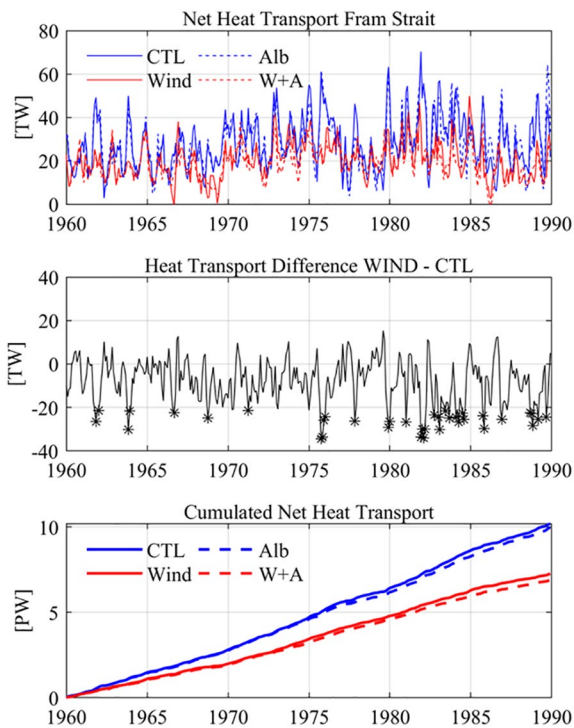 Net Heat Transport Fram Strait
80
60
40
20
0
[TW]
CTL Alb
Wind W+A
1960 1965 1970 1975 1980 1985 1990
Heat Transport Difference WIND - CTL
40
20
0
-20
-40
[TW]
1960 1965 1970 1975 1980 1985 1990
Cumulated Net Heat Transport
10
5
0
[PW]
CTL Alb
Wind W+A
1960 1965 1970 1975 1980 1985 1990